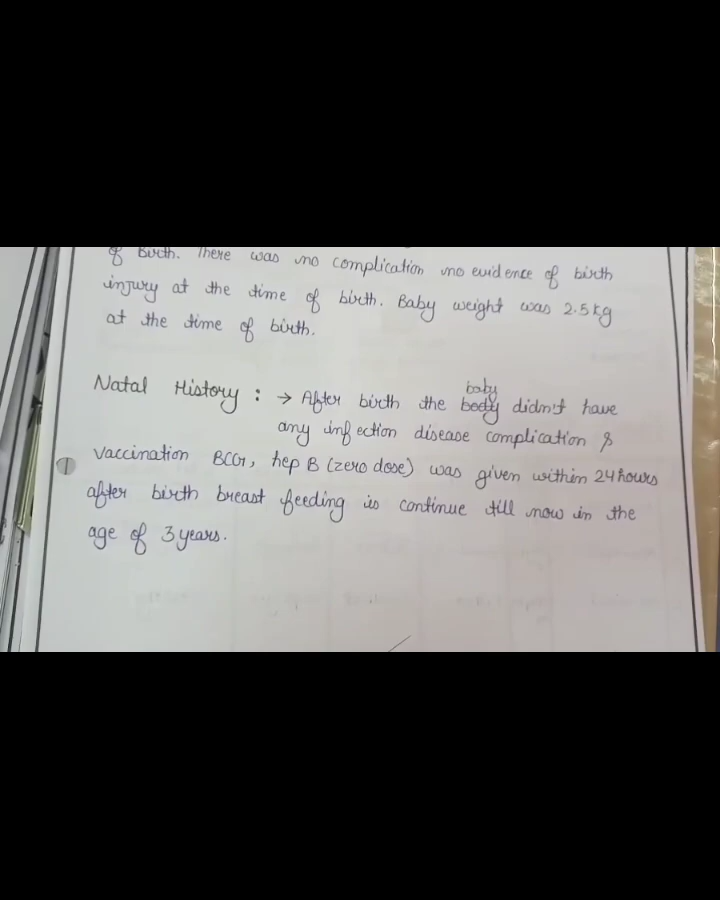 of Birth. There was no complication no evidence of birth
injury at the time of birth. Baby weight was 2.5 kg
at the time of birth.
Natal History : → After birth the body baby didn't have
any infection disease complication &
vaccination BCG, hep B (zero dose) was given within 24 hours
after birth breast feeding is continue till now in the
age of 3 years.